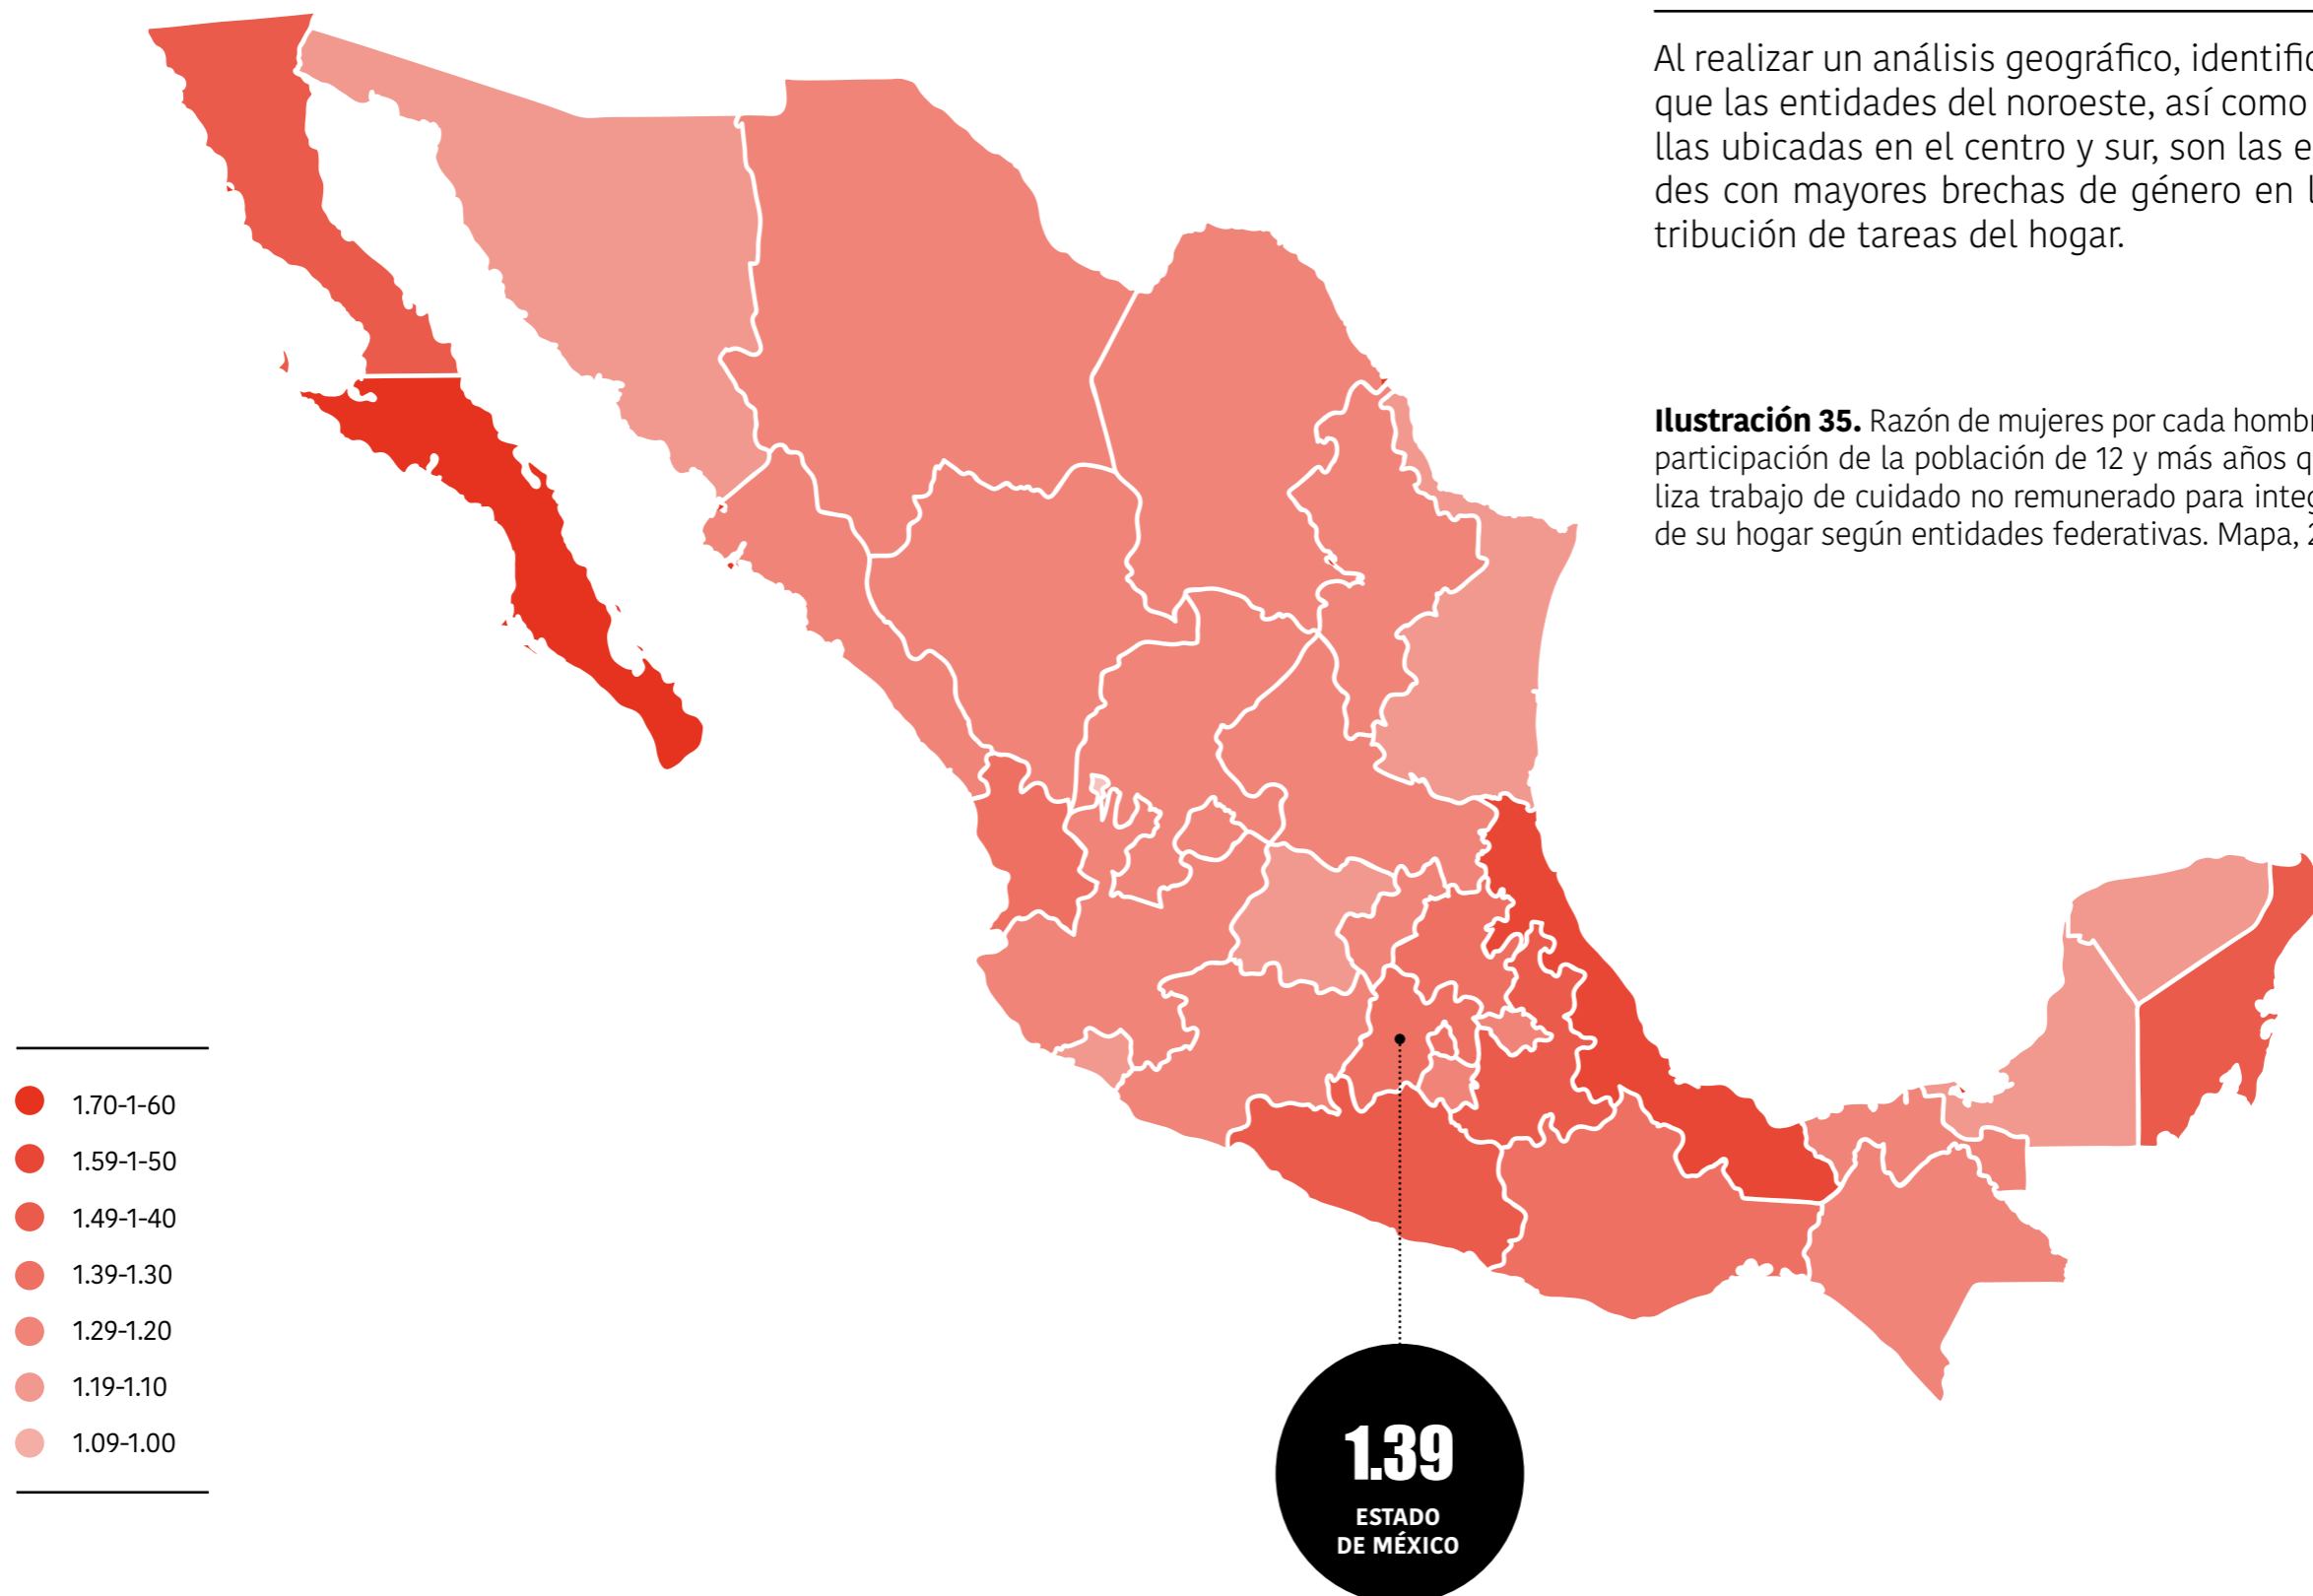 Al realizar un análisis geográfico, identific
que las entidades del noroeste, así como
llas ubicadas en el centro y sur, son las e
des con mayores brechas de género en l
tribución de tareas del hogar.
Ilustración 35. Razón de mujeres por cada hombr
participación de la población de 12 y más años q
liza trabajo de cuidado no remunerado para integ
de su hogar según entidades federativas. Mapa, 2
1.70-1-60
1.59-1-50
1.49-1-40
1.39-1.30
1.29-1.20
1.19-1.10
1.09-1.00
1.39
ESTADO
DE MÉXICO